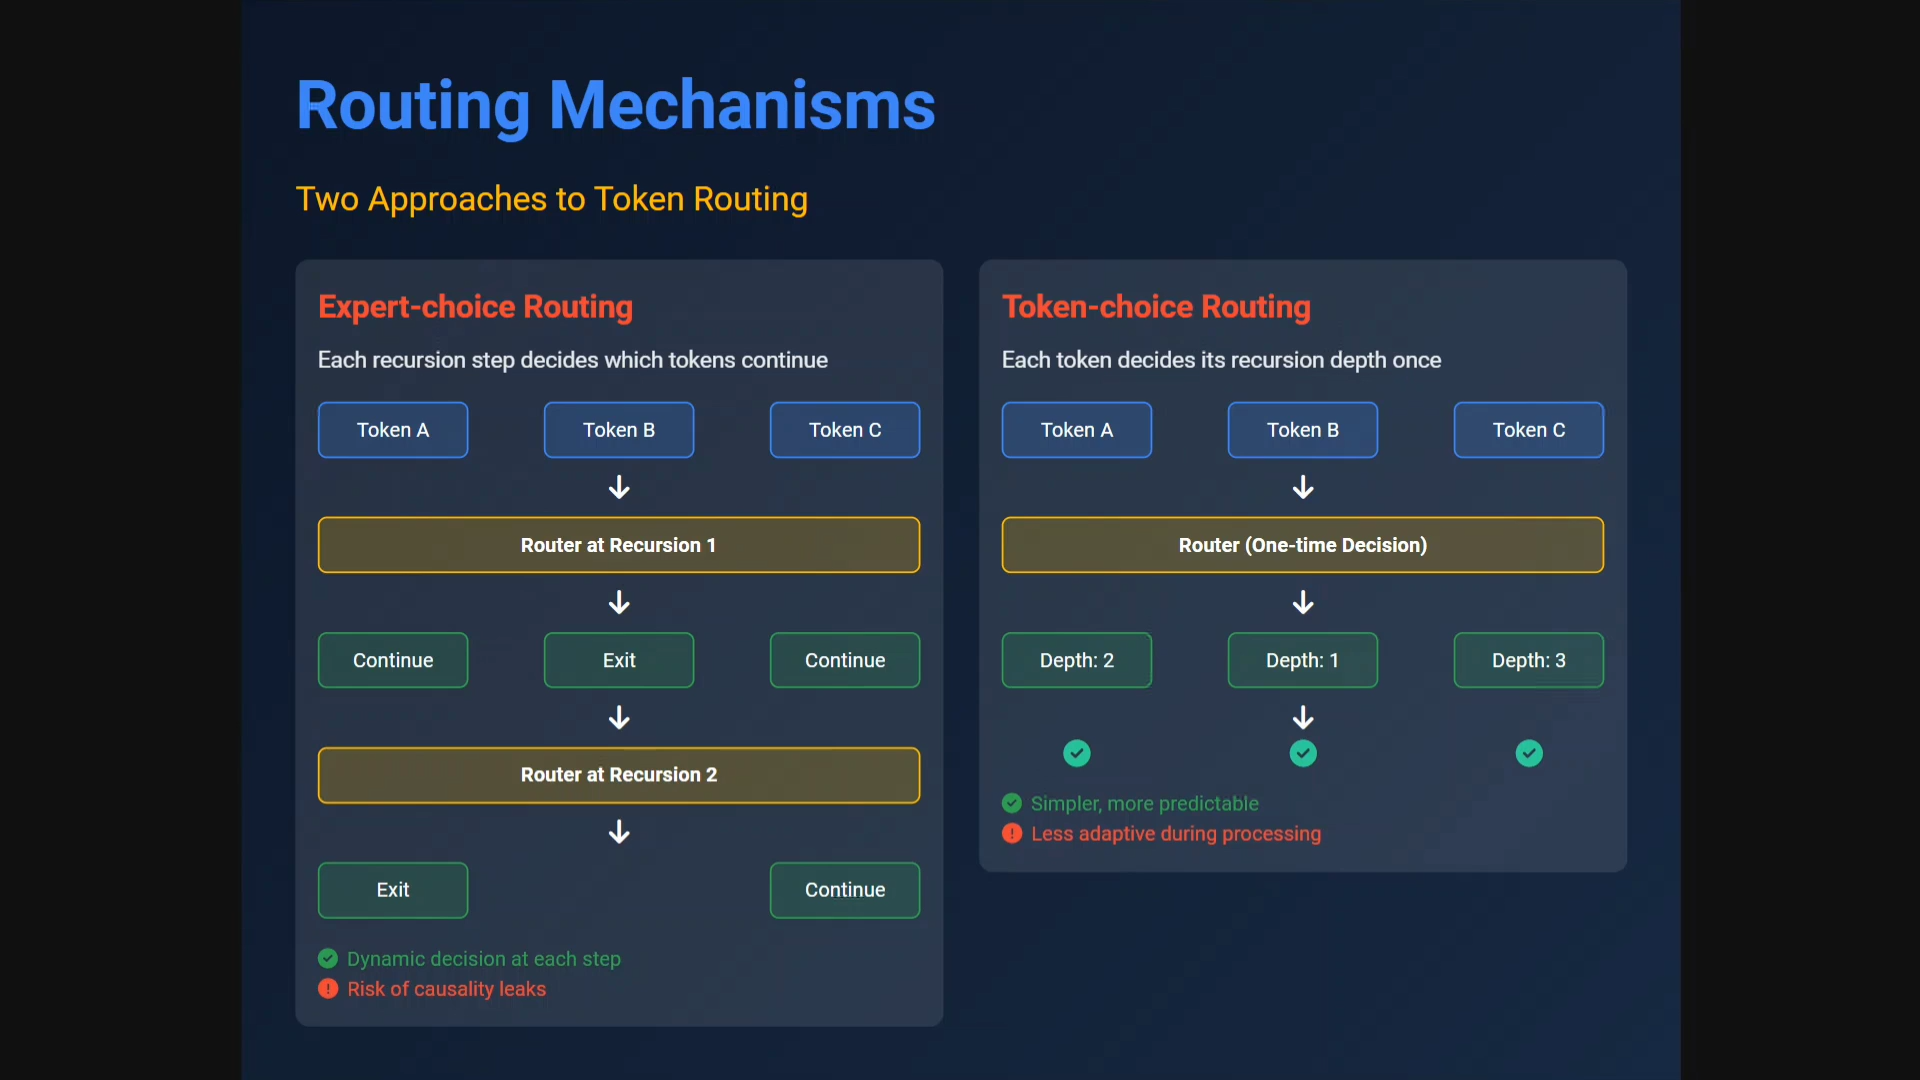 Routing Mechanisms
Two Approaches to Token Routing
Expert-choice Routing
Each recursion step decides which tokens continue
Token A
Token B
Token C
Router at Recursion 1
Continue
Exit
Continue
Router at Recursion 2
Exit
Continue
Dynamic decision at each step
Risk of causality leaks
Token-choice Routing
Each token decides its recursion depth once
Token A
Token B
Token C
Router (One-time Decision)
Depth: 2
Depth: 1
Depth: 3
Simpler, more predictable
Less adaptive during processing